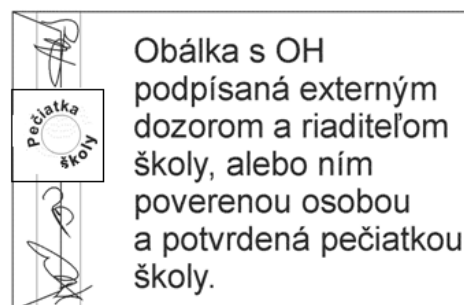 Pečiatka
školy
Obálka s OH
podpísaná externým
dozorom a riaditeľom
školy, alebo ním
poverenou osobou
a potvrdená pečiatkou
školy.